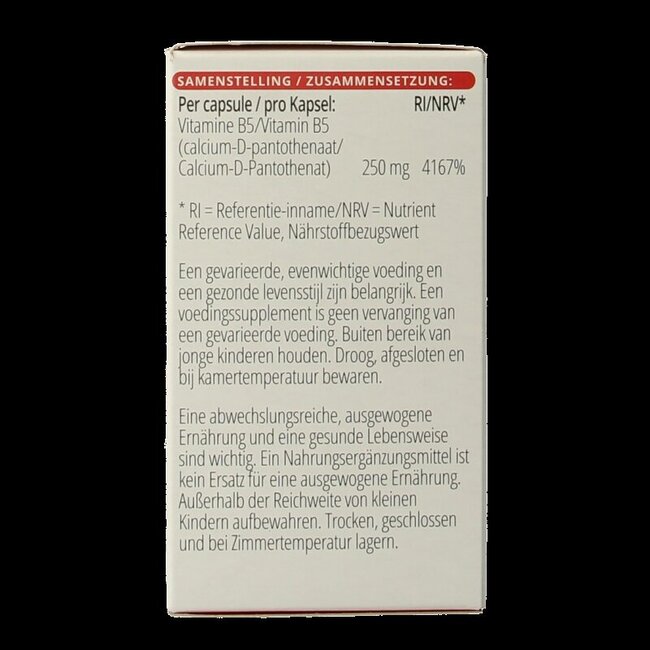 SAMENSTELLING / ZUSAMMENSETZUNG:
Per capsule / pro Kapsel: RI/NRV*
Vitamine B5/Vitamin B5
(calcium-D-pantothenaat/
Calcium-D-Pantothenat) 250 mg 4167%
* RI = Referentie-inname/NRV = Nutrient
Reference Value, Nährstoffbezugswert
Een gevarieerde, evenwichtige voeding en
een gezonde levensstijl zijn belangrijk. Een
voedingssupplement is geen vervanging van
een gevarieerde voeding. Buiten bereik van
jonge kinderen houden. Droog, afgesloten en
bij kamertemperatuur bewaren.
Eine abwechslungsreiche, ausgewogene
Ernährung und eine gesunde Lebensweise
sind wichtig. Ein Nahrungsergänzungsmittel ist
kein Ersatz für eine ausgewogene Ernährung.
Außerhalb der Reichweite von kleinen
Kindern aufbewahren. Trocken, geschlossen
und bei Zimmertemperatur lagern.